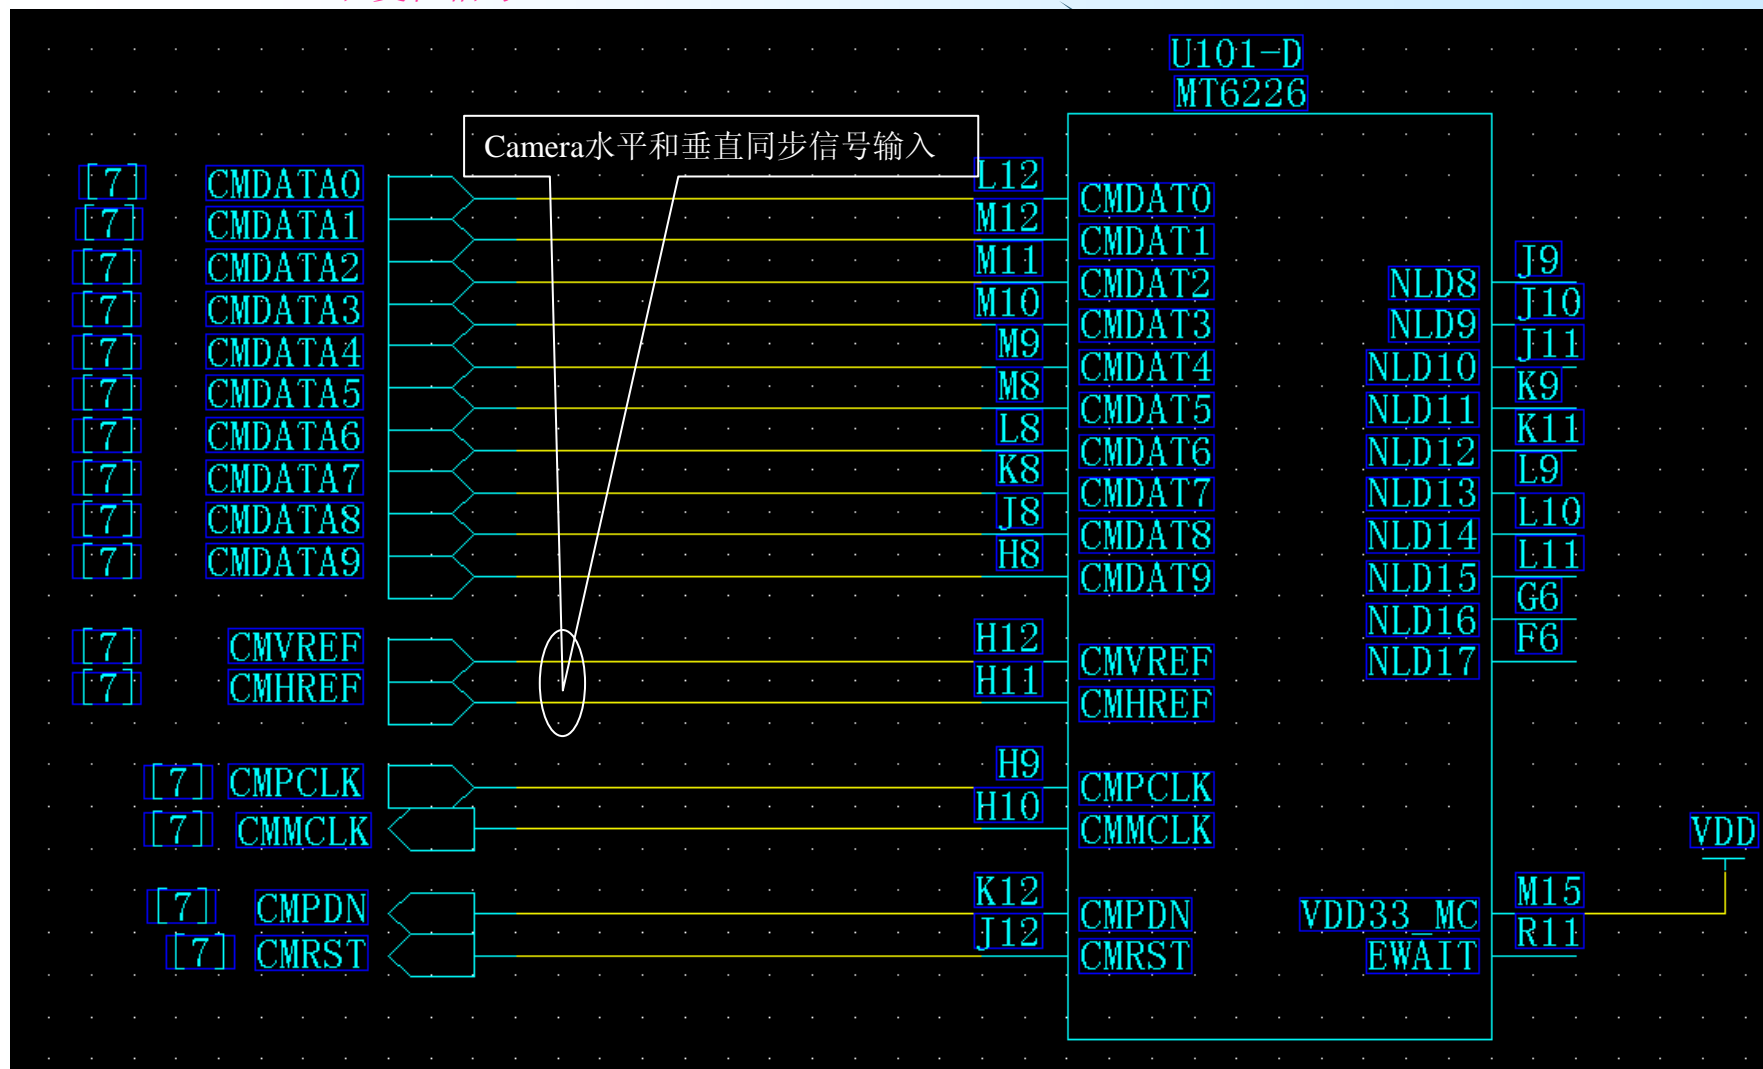 U101-D
MT6226
Camera水平和垂直同步信号输入
[7] CMDATA0 L12 CMDAT0
[7] CMDATA1 M12 CMDAT1
[7] CMDATA2 M11 CMDAT2 NLD8 J9
[7] CMDATA3 M10 CMDAT3 NLD9 J10
[7] CMDATA4 M9 CMDAT4 NLD10 J11
[7] CMDATA5 M8 CMDAT5 NLD11 K9
[7] CMDATA6 L8 CMDAT6 NLD12 K11
[7] CMDATA7 K8 CMDAT7 NLD13 L9
[7] CMDATA8 J8 CMDAT8 NLD14 L10
[7] CMDATA9 H8 CMDAT9 NLD15 L11
NLD16 G6
[7] CMVREF H12 CMVREF NLD17 F6
[7] CMHREF H11 CMHREF
[7] CMPCLK H9 CMPCLK
[7] CMMCLK H10 CMMCLK VDD
[7] CMPDN K12 CMPDN VDD33_MC M15
[7] CMRST J12 CMRST EWAIT R11